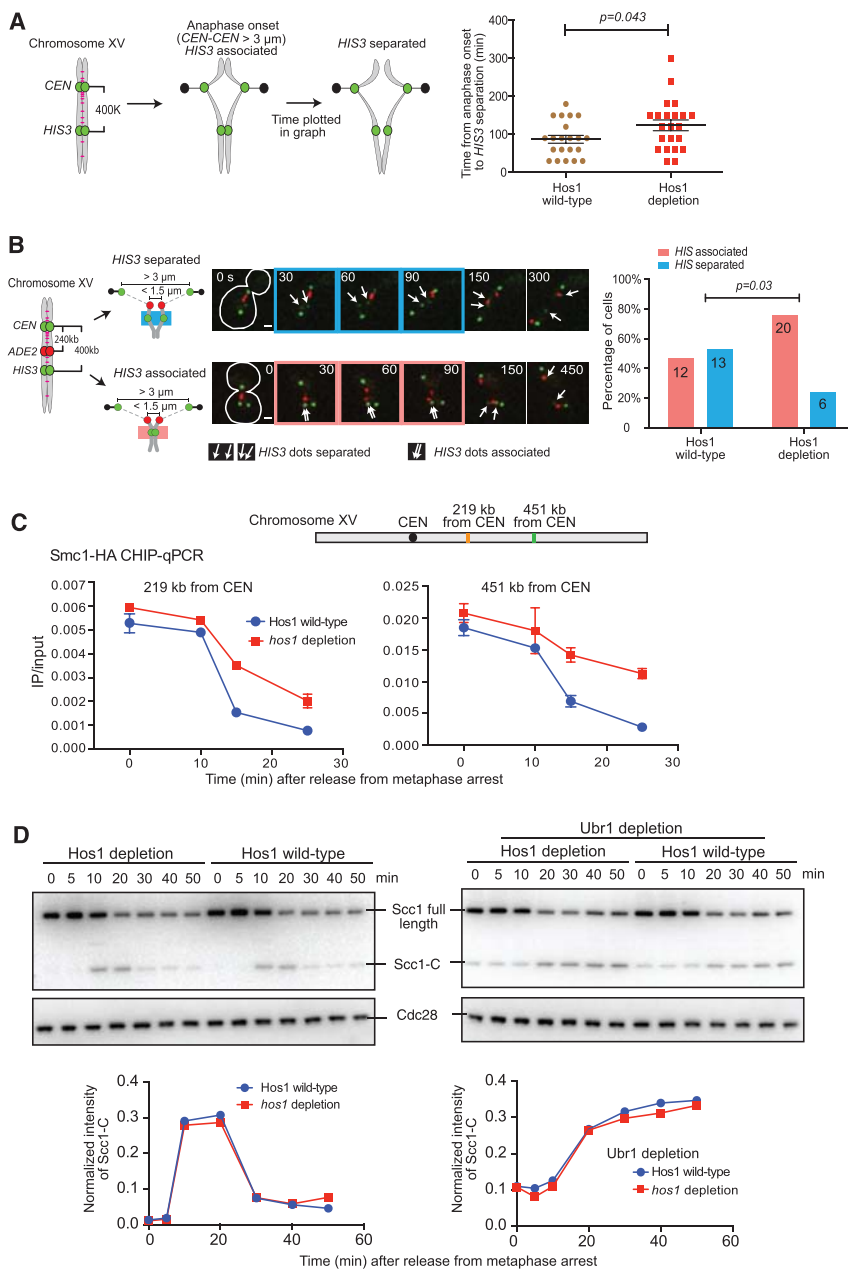 A
Chromosome XV
CEN
400K
HIS3
Anaphase onset
(CEN-CEN > 3 μm)
HIS3 associated
HIS3 separated
Time plotted
in graph
p=0.043
Time from anaphase onset
to HIS3 separation (min)
400
300
200
100
0
Hos1
wild-type
Hos1
depletion
B
Chromosome XV
CEN
ADE2
HIS3
240kb
400kb
HIS3 separated
> 3 μm
< 1.5 μm
HIS3 associated
> 3 μm
< 1.5 μm
0 s
30
60
90
150
300
0
30
60
90
150
450
HIS3 dots separated
HIS3 dots associated
HIS associated
HIS separated
p=0.03
Percentage of cells
100%
80%
60%
40%
20%
0
12
13
20
6
Hos1
wild-type
Hos1
depletion
C
Chromosome XV
CEN
219 kb
from CEN
451 kb
from CEN
Smc1-HA CHIP-qPCR
219 kb from CEN
IP/input
0.007
0.006
0.005
0.004
0.003
0.002
0.001
0.000
0 10 20 30
Hos1 wild-type
hos1 depletion
451 kb from CEN
0.025
0.020
0.015
0.010
0.005
0.000
0 10 20 30
Time (min) after release from metaphase arrest
D
Hos1 depletion Hos1 wild-type
0 5 10 20 30 40 50 0 5 10 20 30 40 50 min
Scc1 full
length
Scc1-C
Cdc28
Ubr1 depletion
Hos1 depletion Hos1 wild-type
0 5 10 20 30 40 50 0 5 10 20 30 40 50 min
Normalized intensity
of Scc1-C
0.4
0.3
0.2
0.1
0.0
0 20 40 60
Hos1 wild-type
hos1 depletion
Normalized intensity
of Scc1-C
0.4
0.3
0.2
0.1
0.0
0 20 40 60
Ubr1 depletion
Hos1 wild-type
hos1 depletion
Time (min) after release from metaphase arrest